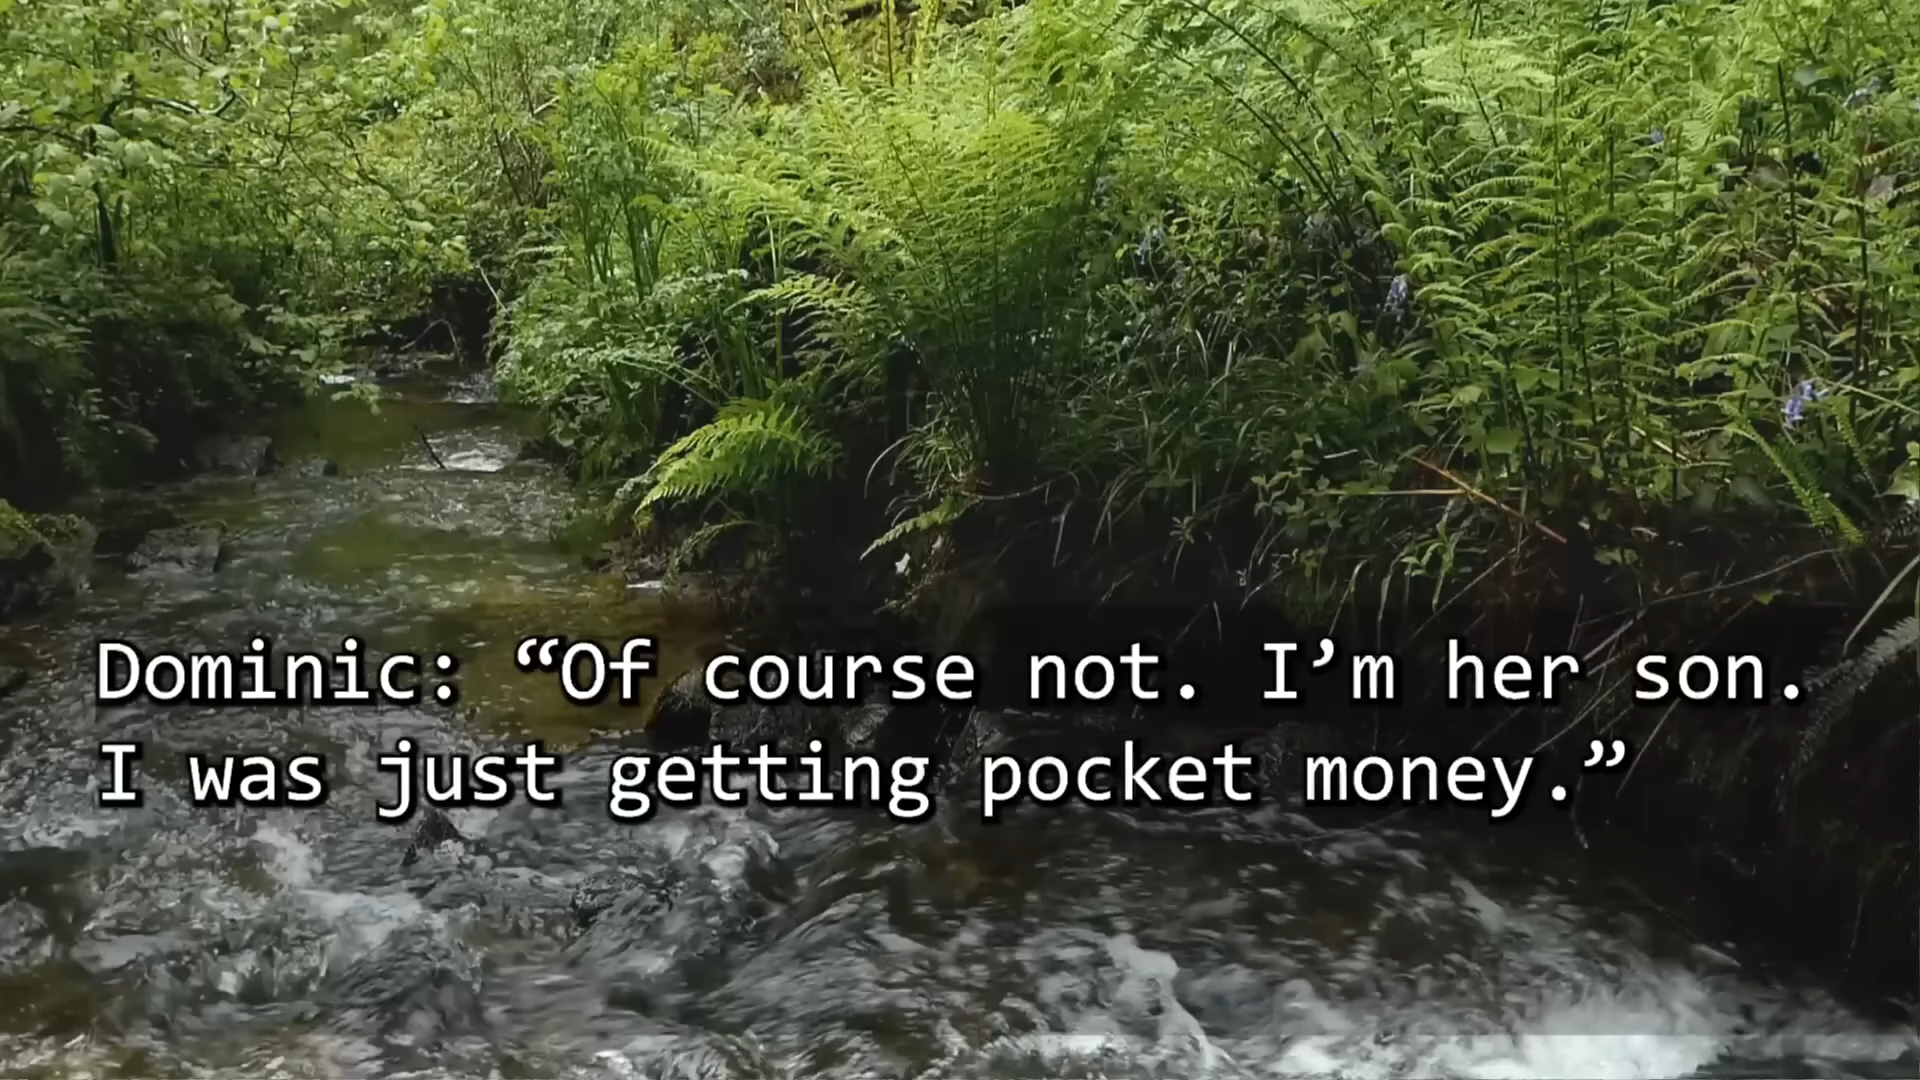 Dominic: “Of course not. I’m her son.
I was just getting pocket money.”